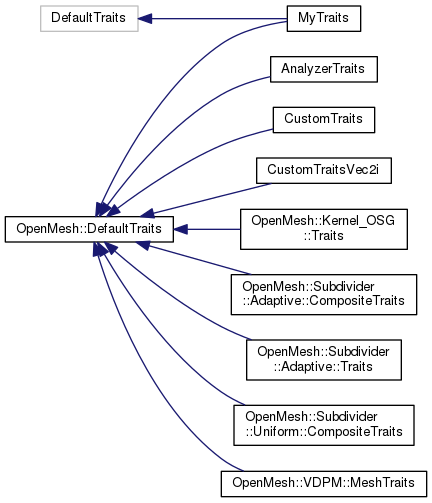 DefaultTraits
MyTraits
AnalyzerTraits
CustomTraits
CustomTraitsVec2i
OpenMesh::DefaultTraits
OpenMesh::Kernel_OSG
::Traits
OpenMesh::Subdivider
::Adaptive::CompositeTraits
OpenMesh::Subdivider
::Adaptive::Traits
OpenMesh::Subdivider
::Uniform::CompositeTraits
OpenMesh::VDPM::MeshTraits